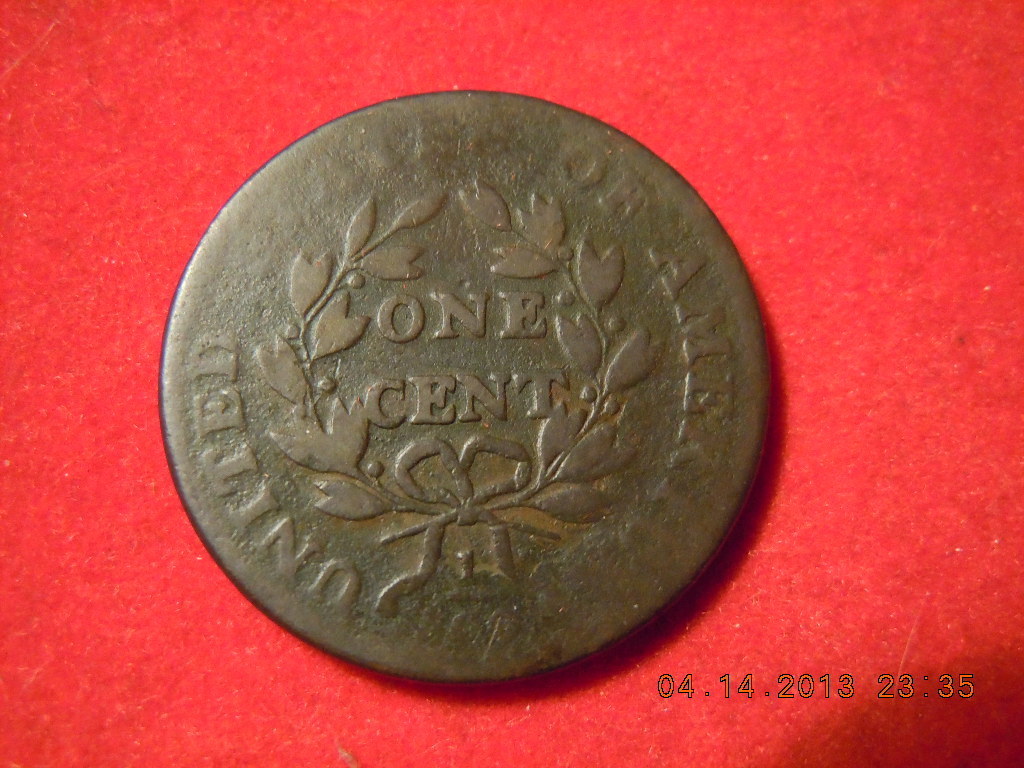 UNITED
OF AME
ONE
CENT
1
04.14.2013 23:35